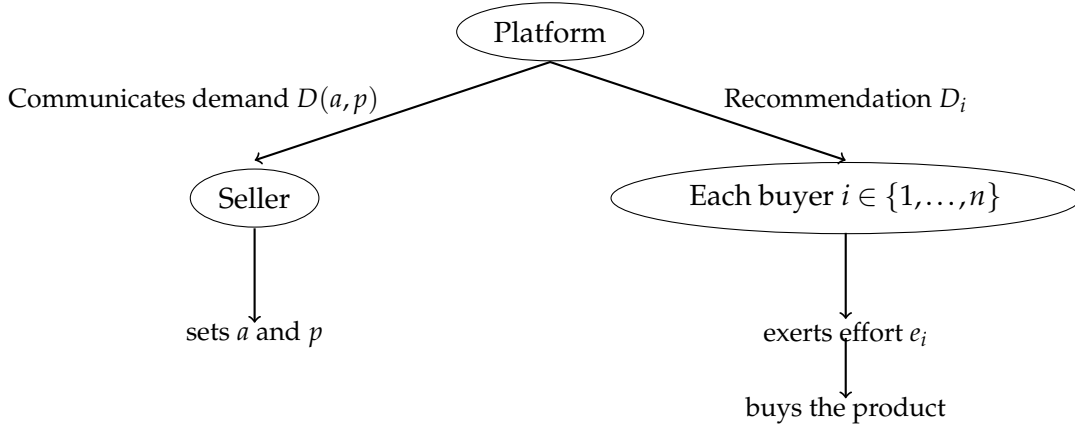 Platform
Communicates demand D(a, p)
Recommendation D_i
Seller
Each buyer i ∈ {1, . . . , n}
sets a and p
exerts effort e_i
buys the product